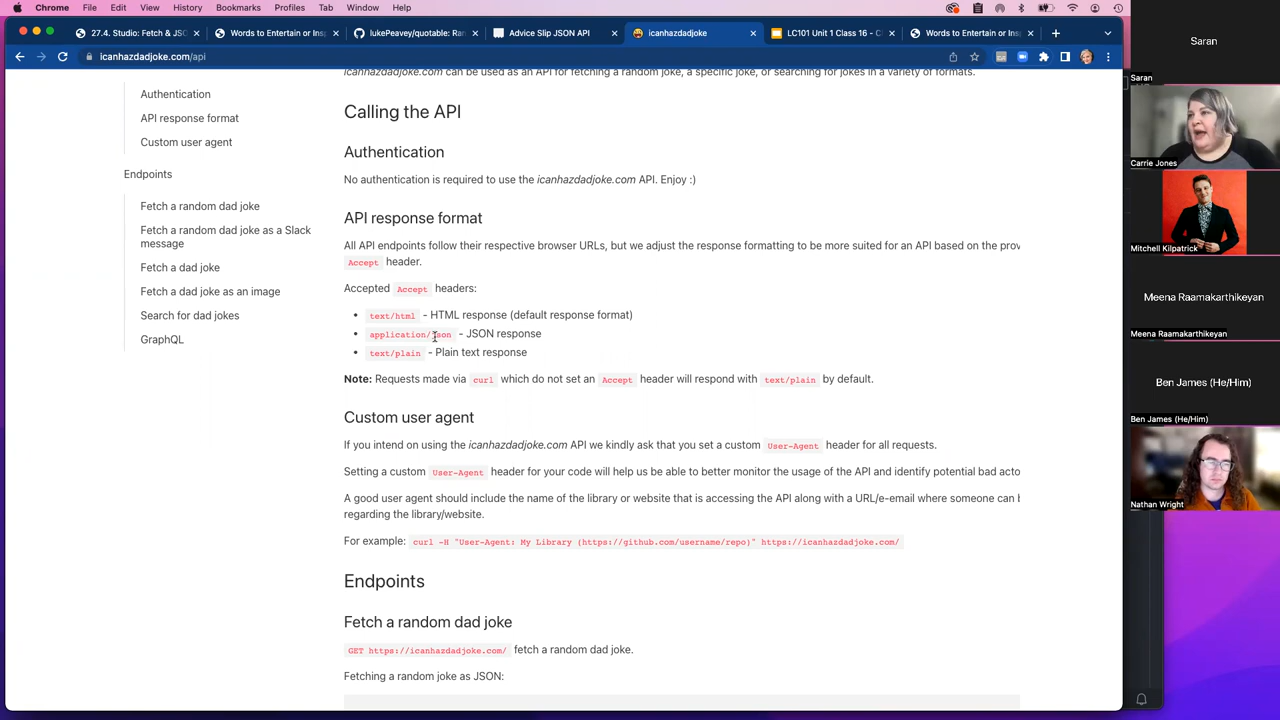 Chrome File Edit View History Bookmarks Profiles Tab Window Help
27.4. Studio: Fetch & JSC
Words to Entertain or Insp
lukePeavey/quotable: Ran
Advice Slip JSON API
icanhazdadjoke
LC101 Unit 1 Class 16 - C
Words to Entertain or Insp
icanhazdadjoke.com/api
icanhazdadjoke.com can be used as an API for fetching a random joke, a specific joke, or searching for jokes in a variety of formats.
Authentication
API response format
Custom user agent
Endpoints
Fetch a random dad joke
Fetch a random dad joke as a Slack
message
Fetch a dad joke
Fetch a dad joke as an image
Search for dad jokes
GraphQL
Calling the API
Authentication
No authentication is required to use the icanhazdadjoke.com API. Enjoy :)
API response format
All API endpoints follow their respective browser URLs, but we adjust the response formatting to be more suited for an API based on the prov
Accept header.
Accepted Accept headers:
• text/html - HTML response (default response format)
• application/json - JSON response
• text/plain - Plain text response
Note: Requests made via curl which do not set an Accept header will respond with text/plain by default.
Custom user agent
If you intend on using the icanhazdadjoke.com API we kindly ask that you set a custom User-Agent header for all requests.
Setting a custom User-Agent header for your code will help us be able to better monitor the usage of the API and identify potential bad acto
A good user agent should include the name of the library or website that is accessing the API along with a URL/e-mail where someone can b
regarding the library/website.
For example: curl -H "User-Agent: My Library (https://github.com/username/repo)" https://icanhazdadjoke.com/
Endpoints
Fetch a random dad joke
GET https://icanhazdadjoke.com/ fetch a random dad joke.
Fetching a random joke as JSON:
Saran
Saran
Carrie Jones
Mitchell Kilpatrick
Meena Raamakarthikeyan
Meena Raamakarthikeyan
Ben James (He/Him)
Ben James (He/Him)
Nathan Wright